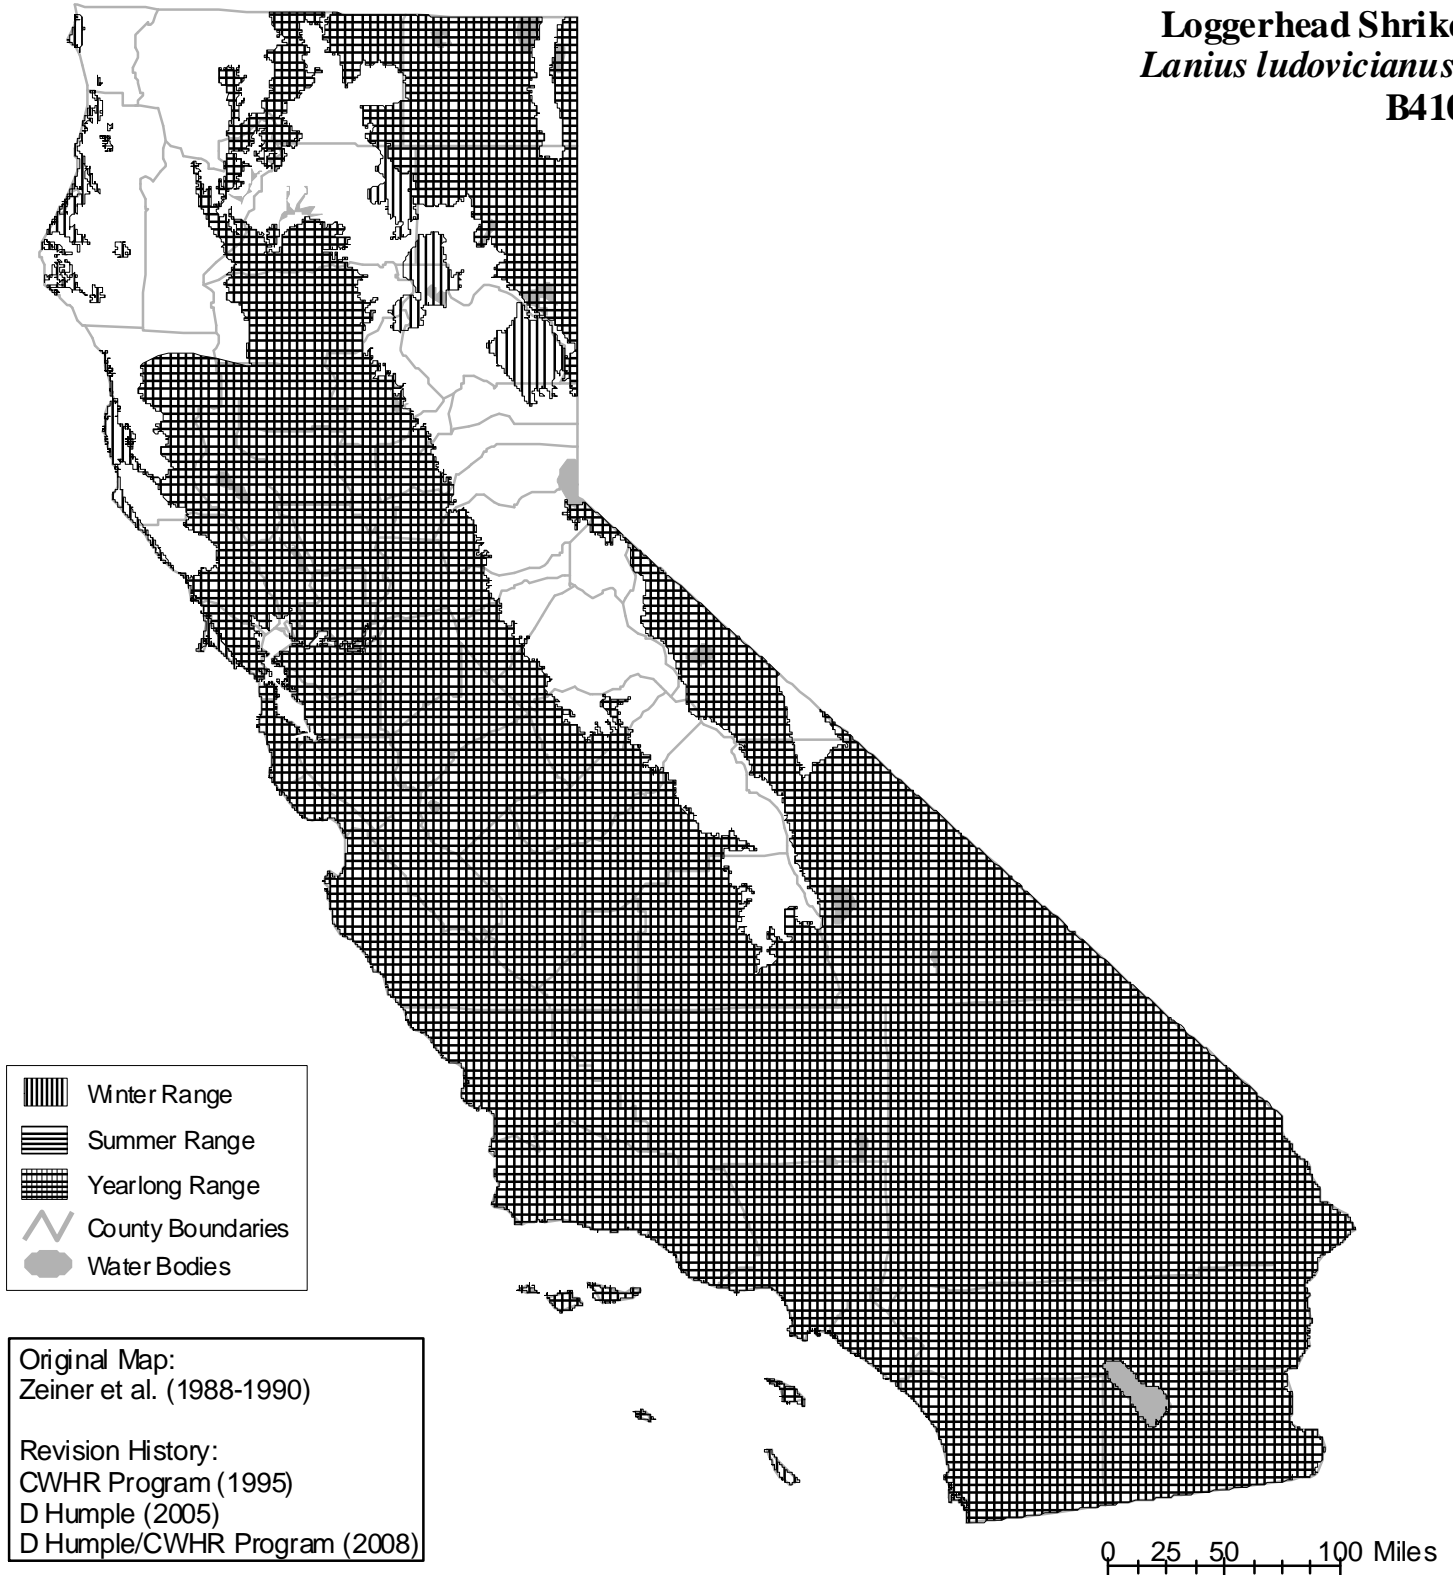 Loggerhead Shrike
Lanius ludovicianus
B410
Winter Range
Summer Range
Yearlong Range
County Boundaries
Water Bodies
Original Map:
Zeiner et al. (1988-1990)
Revision History:
CWHR Program (1995)
D Humple (2005)
D Humple/CWHR Program (2008)
0 25 50 100 Miles